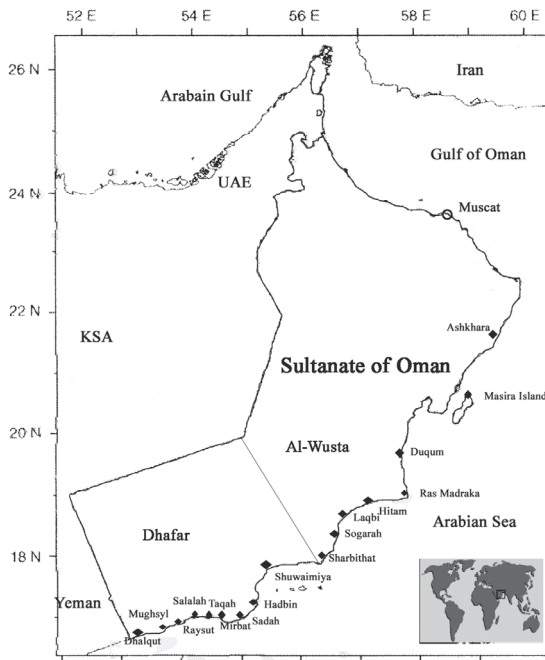 52 E 54 E 56 E 58 E 60 E
26 N
Iran
Arabain Gulf
Gulf of Oman
UAE
24 N
Muscat
22 N
KSA
Ashkhara
Sultanate of Oman
Masira Island
20 N
Al-Wusta
Duqum
Ras Madraka
Hitam
Laqbi
Arabian Sea
Dhafar
Sogarah
18 N
Sharbithat
Shuwaimiya
Yeman
Salalah Taqah
Hadbin
Mughsyl
Raysut
Mirbat
Sadah
Dhalqut